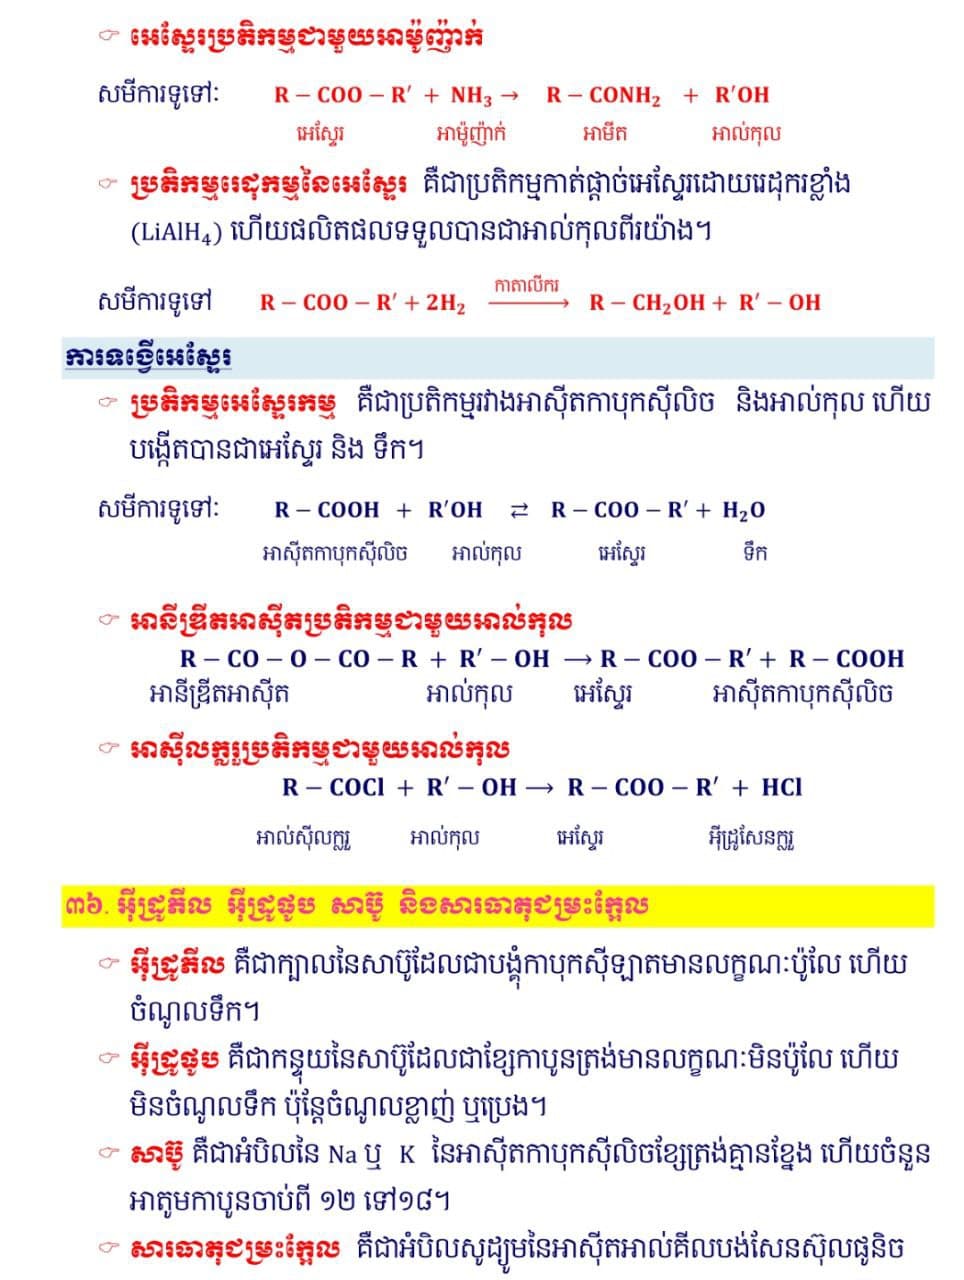 ☞ អេស្ទែរប្រតិកម្មជាមួយអាម៉ូញ៉ាក់
សមីការទូទៅ: R – COO – R′ + NH₃ → R – CONH₂ + R′OH
អេស្ទែរ អាម៉ូញ៉ាក់ អាមីត អាល់កុល
☞ ប្រតិកម្មរេដុកម្មនៃអេស្ទែរ គឺជាប្រតិកម្មកាត់ផ្តាច់អេស្ទែរដោយរេដុករខ្លាំង
(LiAlH₄) ហើយផលិតផលទទួលបានជាអាល់កុលពីរយ៉ាង។
កាតាលីករ
សមីការទូទៅ R – COO – R′ + 2H₂ ⟶ R – CH₂OH + R′ – OH
ការទង្វើអេស្ទែរ
☞ ប្រតិកម្មអេស្ទែរកម្ម គឺជាប្រតិកម្មរវាងអាស៊ីតកាបុកស៊ីលិច និងអាល់កុល ហើយ
បង្កើតបានជាអេស្ទែរ និង ទឹក។
សមីការទូទៅ: R – COOH + R′OH ⇄ R – COO – R′ + H₂O
អាស៊ីតកាបុកស៊ីលិច អាល់កុល អេស្ទែរ ទឹក
☞ អានីឌ្រីតអាស៊ីតប្រតិកម្មជាមួយអាល់កុល
R – CO – O – CO – R + R′ – OH ⟶ R – COO – R′ + R – COOH
អានីឌ្រីតអាស៊ីត អាល់កុល អេស្ទែរ អាស៊ីតកាបុកស៊ីលិច
☞ អាស៊ីលក្លរួប្រតិកម្មជាមួយអាល់កុល
R – COCl + R′ – OH ⟶ R – COO – R′ + HCl
អាល់ស៊ីលក្លរួ អាល់កុល អេស្ទែរ អ៊ីដ្រូសែនក្លរួ
៣៦. អ៊ីដ្រូភីល អ៊ីដ្រូផូប សាប៊ូ និងសារធាតុជម្រះក្អែល
☞ អ៊ីដ្រូភីល គឺជាក្បាលនៃសាប៊ូដែលជាបង្គុំកាបុកស៊ីឡាតមានលក្ខណៈប៉ូលែ ហើយ
ចំណូលទឹក។
☞ អ៊ីដ្រូផូប គឺជាកន្ទុយនៃសាប៊ូដែលជាខ្សែកាបូនត្រង់មានលក្ខណៈមិនប៉ូលែ ហើយ
មិនចំណូលទឹក ប៉ុន្តែចំណូលខ្លាញ់ ឬប្រេង។
☞ សាប៊ូ គឺជាអំបិលនៃ Na ឬ K នៃអាស៊ីតកាបុកស៊ីលិចខ្សែត្រង់គ្មានខ្នែង ហើយចំនួន
អាតូមកាបូនចាប់ពី ១២ ទៅ១៨។
☞ សារធាតុជម្រះក្អែល គឺជាអំបិលសូដ្យូមនៃអាស៊ីតអាល់គីលបង់សែនស៊ុលផូនិច